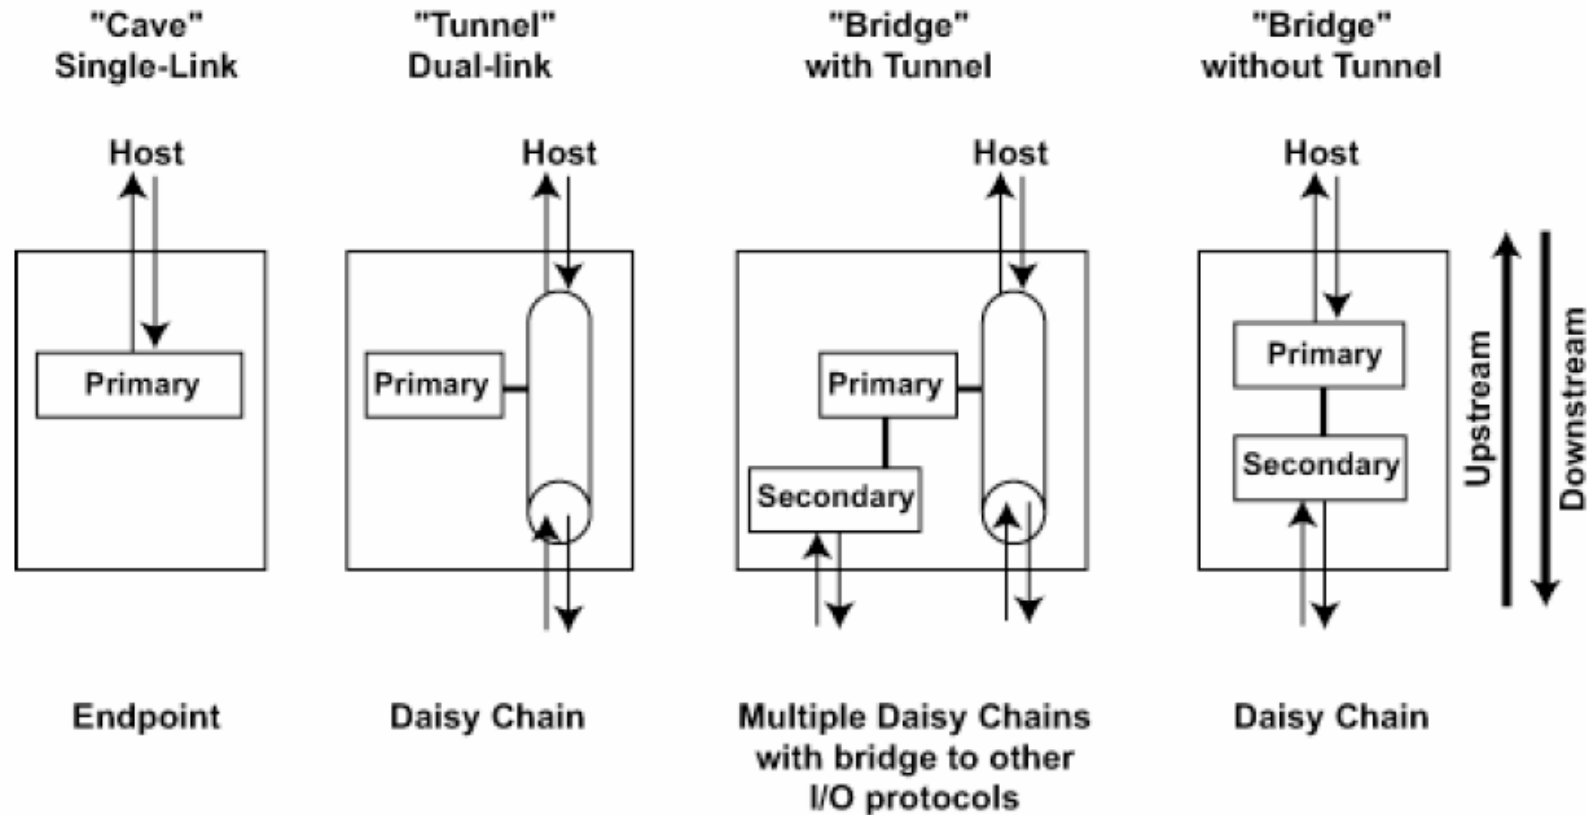 "Cave"
Single-Link
"Tunnel"
Dual-link
"Bridge"
with Tunnel
"Bridge"
without Tunnel
Host
Host
Host
Host
Primary
Primary
Primary
Secondary
Primary
Secondary
Upstream
Downstream
Endpoint
Daisy Chain
Multiple Daisy Chains
with bridge to other
I/O protocols
Daisy Chain